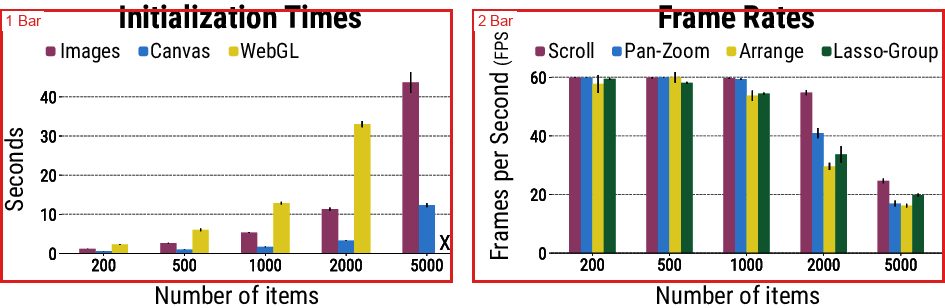 Initialization Times
1 Bar
Images Canvas WebGL
Seconds
40
30
20
10
0
X
200 500 1000 2000 5000
Number of items
Frame Rates
2 Bar
Scroll Pan-Zoom Arrange Lasso-Group
Frames per Second (FPS
60
40
20
0
200 500 1000 2000 5000
Number of items